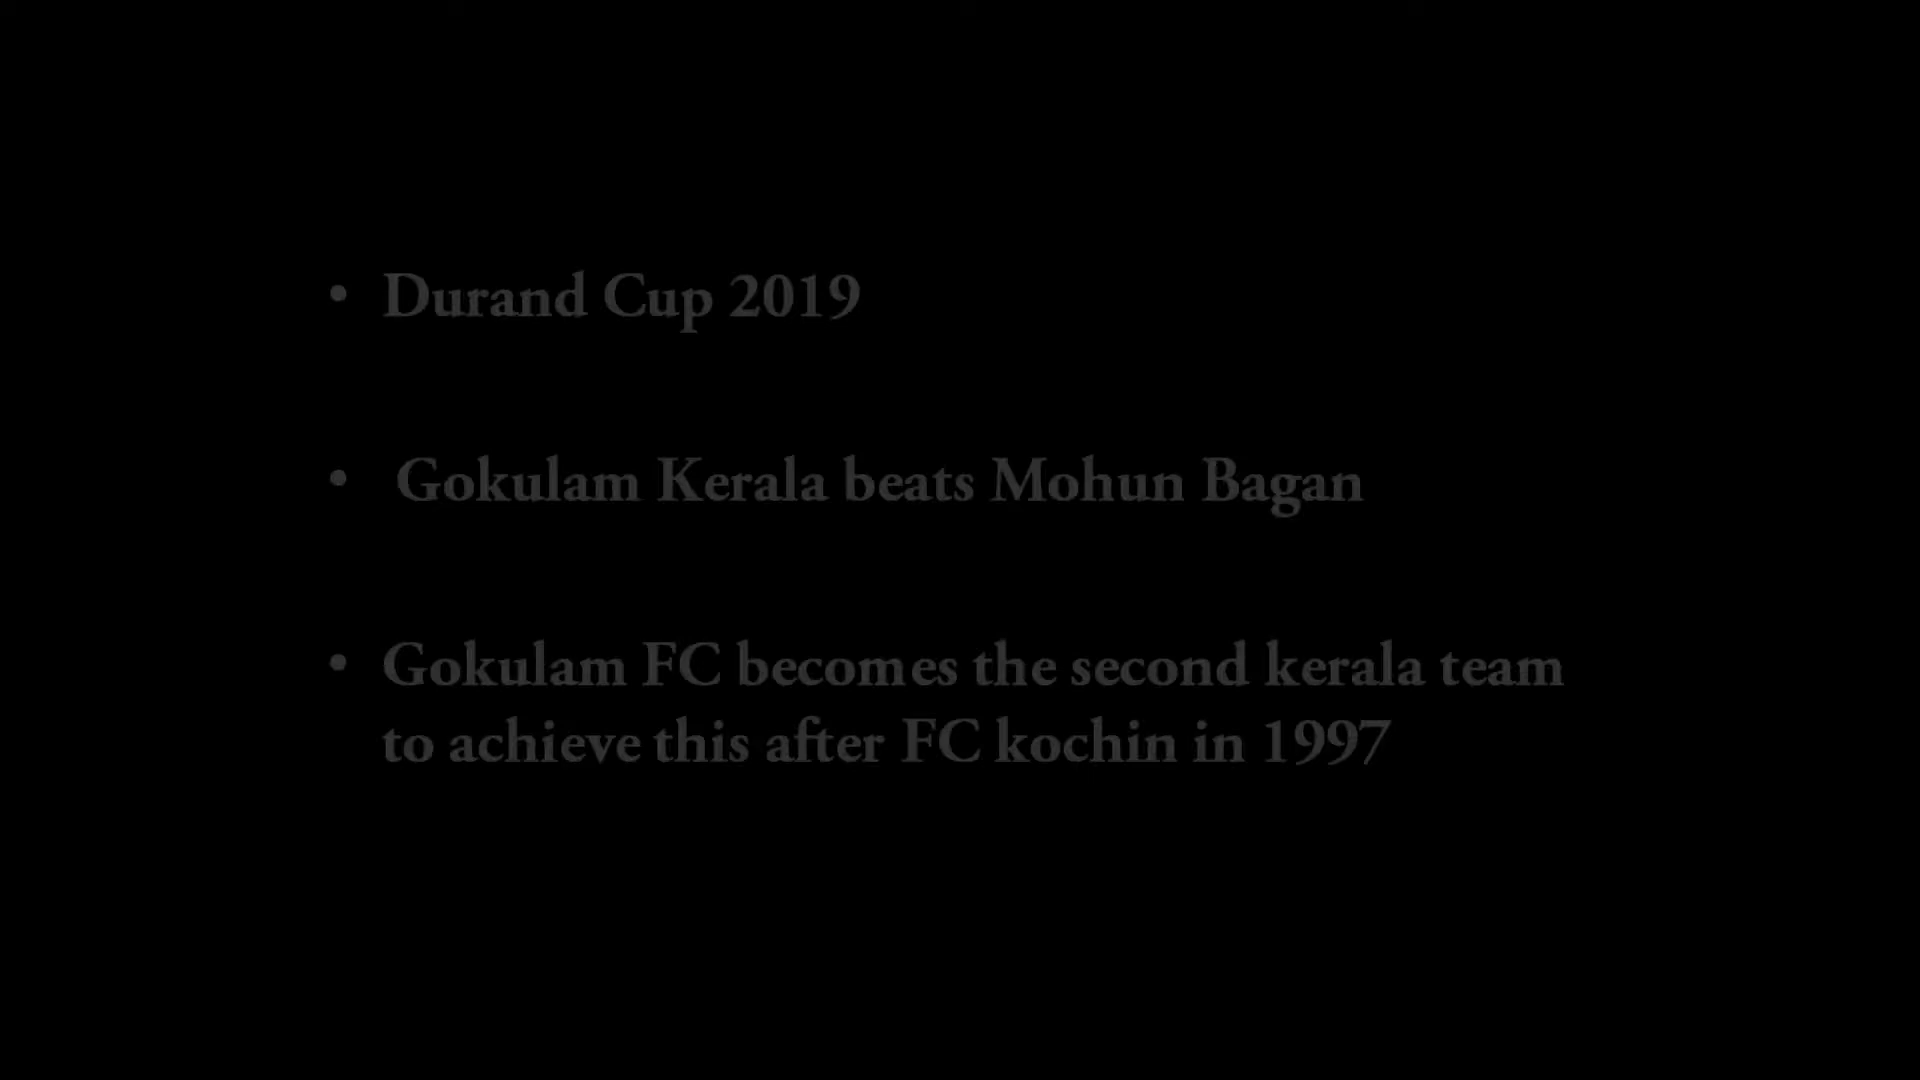 • Durand Cup 2019
• Gokulam Kerala beats Mohun Bagan
• Gokulam FC becomes the second kerala team
to achieve this after FC kochin in 1997